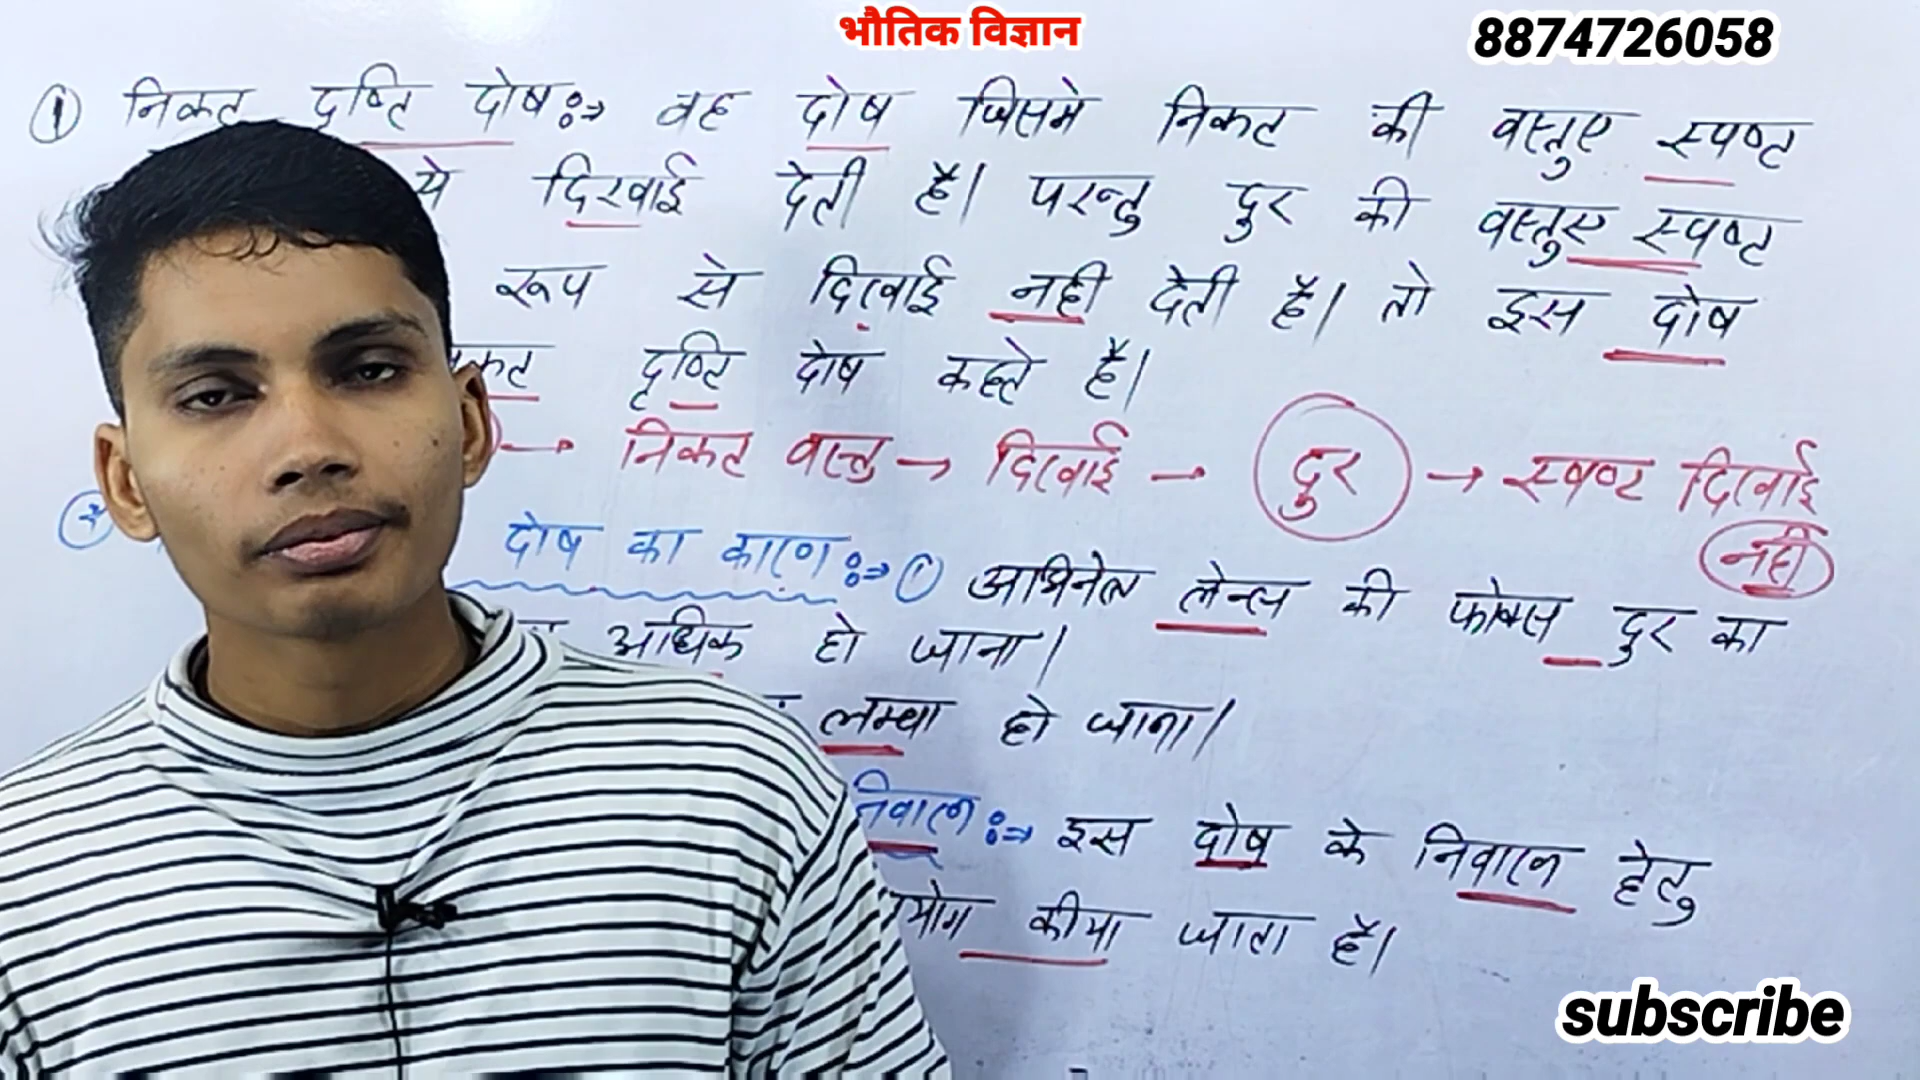 भौतिक विज्ञान
8874726058
① निकट दृष्टि दोष :→ वह दोष जिसमे निकट की वस्तुए स्पष्ट
दिखाई देती है। परन्तु दुर की वस्तुए स्पष्ट
रूप से दिखाई नही देती है। तो इस दोष
दृष्टि दोष कहते है।
→ निकट वस्तु → दिखाई → दुर → स्पष्ट दिखाई
नही
दोष का कारण :→ ① अभिनेत्र लेन्स की फोकस दुर का
अधिक हो जाना।
लम्बा हो जाना।
निवारण :→ इस दोष के निवारण हेतु
कीया जाता है।
subscribe